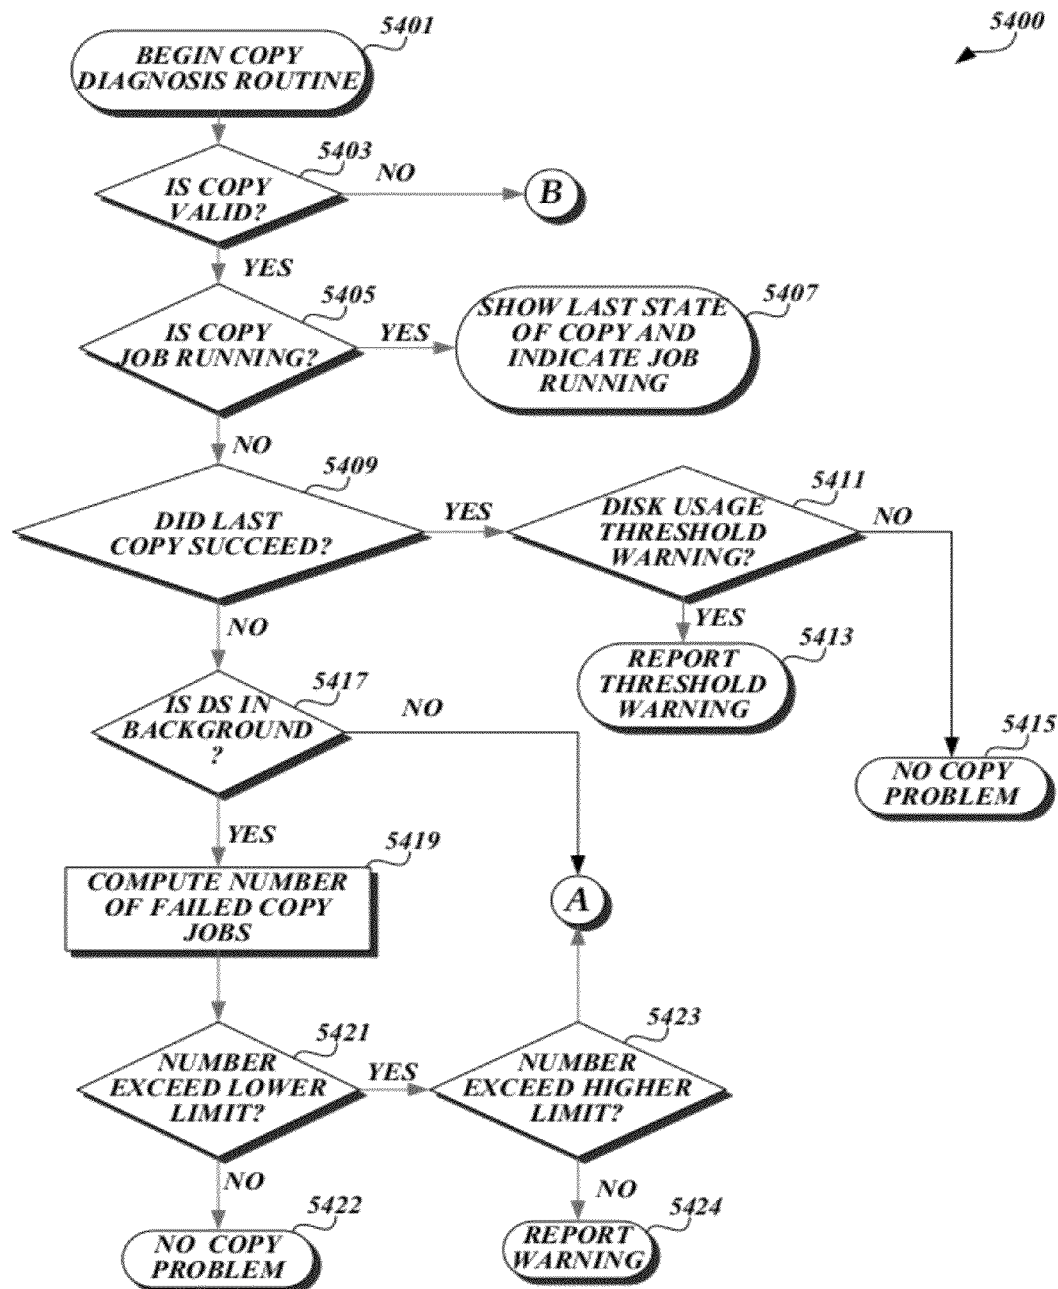 5401
5400
BEGIN COPY
DIAGNOSIS ROUTINE
5403
IS COPY
VALID?
NO
B
YES
5405
IS COPY
JOB RUNNING?
YES
5407
SHOW LAST STATE
OF COPY AND
INDICATE JOB
RUNNING
NO
5409
DID LAST
COPY SUCCEED?
YES
5411
DISK USAGE
THRESHOLD
WARNING?
NO
YES
5413
REPORT
THRESHOLD
WARNING
5415
NO COPY
PROBLEM
NO
5417
IS DS IN
BACKGROUND
?
NO
YES
5419
COMPUTE NUMBER
OF FAILED COPY
JOBS
A
5421
NUMBER
EXCEED LOWER
LIMIT?
YES
5423
NUMBER
EXCEED HIGHER
LIMIT?
NO
5422
NO COPY
PROBLEM
NO
5424
REPORT
WARNING